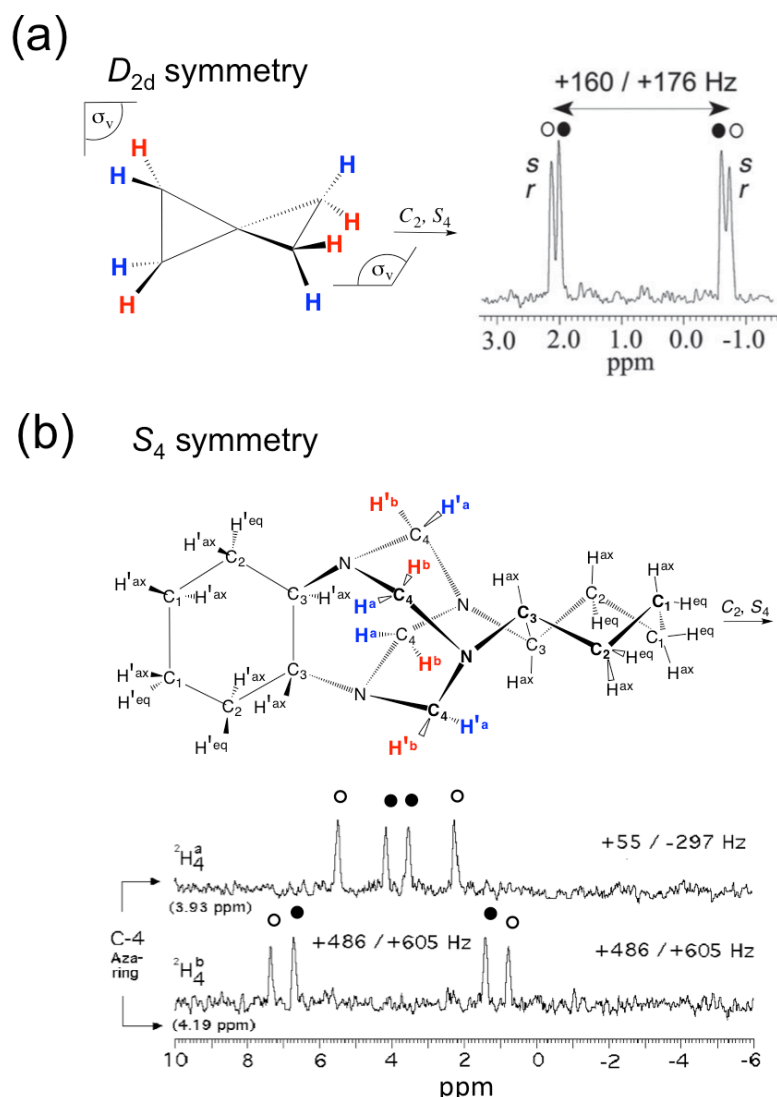 (a)
D2d symmetry
+160 / +176 Hz
σv
H
H
H
H
H
H
H
H
C2, S4
σv
s
r
s
r
3.0 2.0 1.0 0.0 -1.0
ppm
(b) S4 symmetry
H'b H'a
H'eq
C4
H'ax C2
N
Hb
H'ax
C1 H'ax
C3 H'ax
Ha C4
N
Hax
C2
C1 Heq
C2, S4
Ha C4
Hb
C3
Heq
C3
C1 Heq
N
C2 Heq
Hax
Hax
Hax
H'ax
C1
H'eq
H'ax
C2
H'ax
C3
N
C4
H'a
H'b
H'eq
+55 / -297 Hz
2H4a
(3.93 ppm)
C-4
Aza-
ring
+486 / +605 Hz
+486 / +605 Hz
2H4b
(4.19 ppm)
10 8 6 4 2 0 -2 -4 -6
ppm